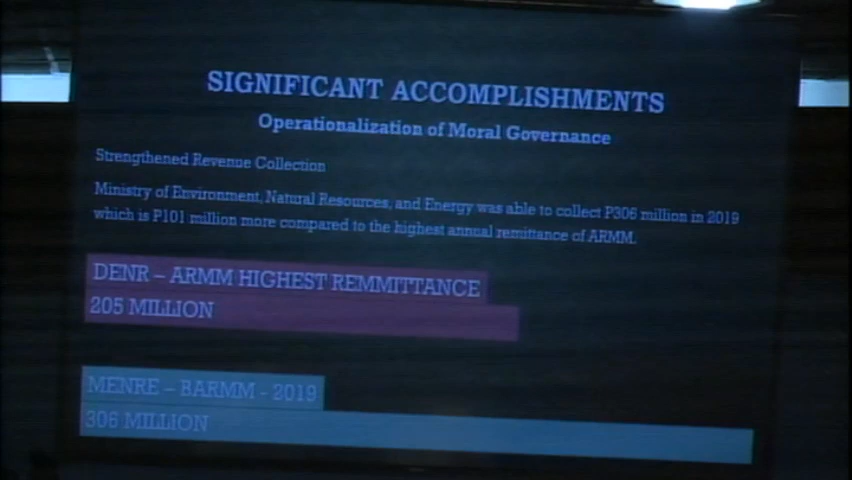 SIGNIFICANT ACCOMPLISHMENTS
Operationalization of Moral Governance
Strengthened Revenue Collection
Ministry of Environment, Natural Resources, and Energy was able to collect P306 million in 2019
which is P101 million more compared to the highest annual remittance of ARMM.
DENR – ARMM HIGHEST REMMITTANCE
205 MILLION
MENRE – BARMM - 2019
306 MILLION